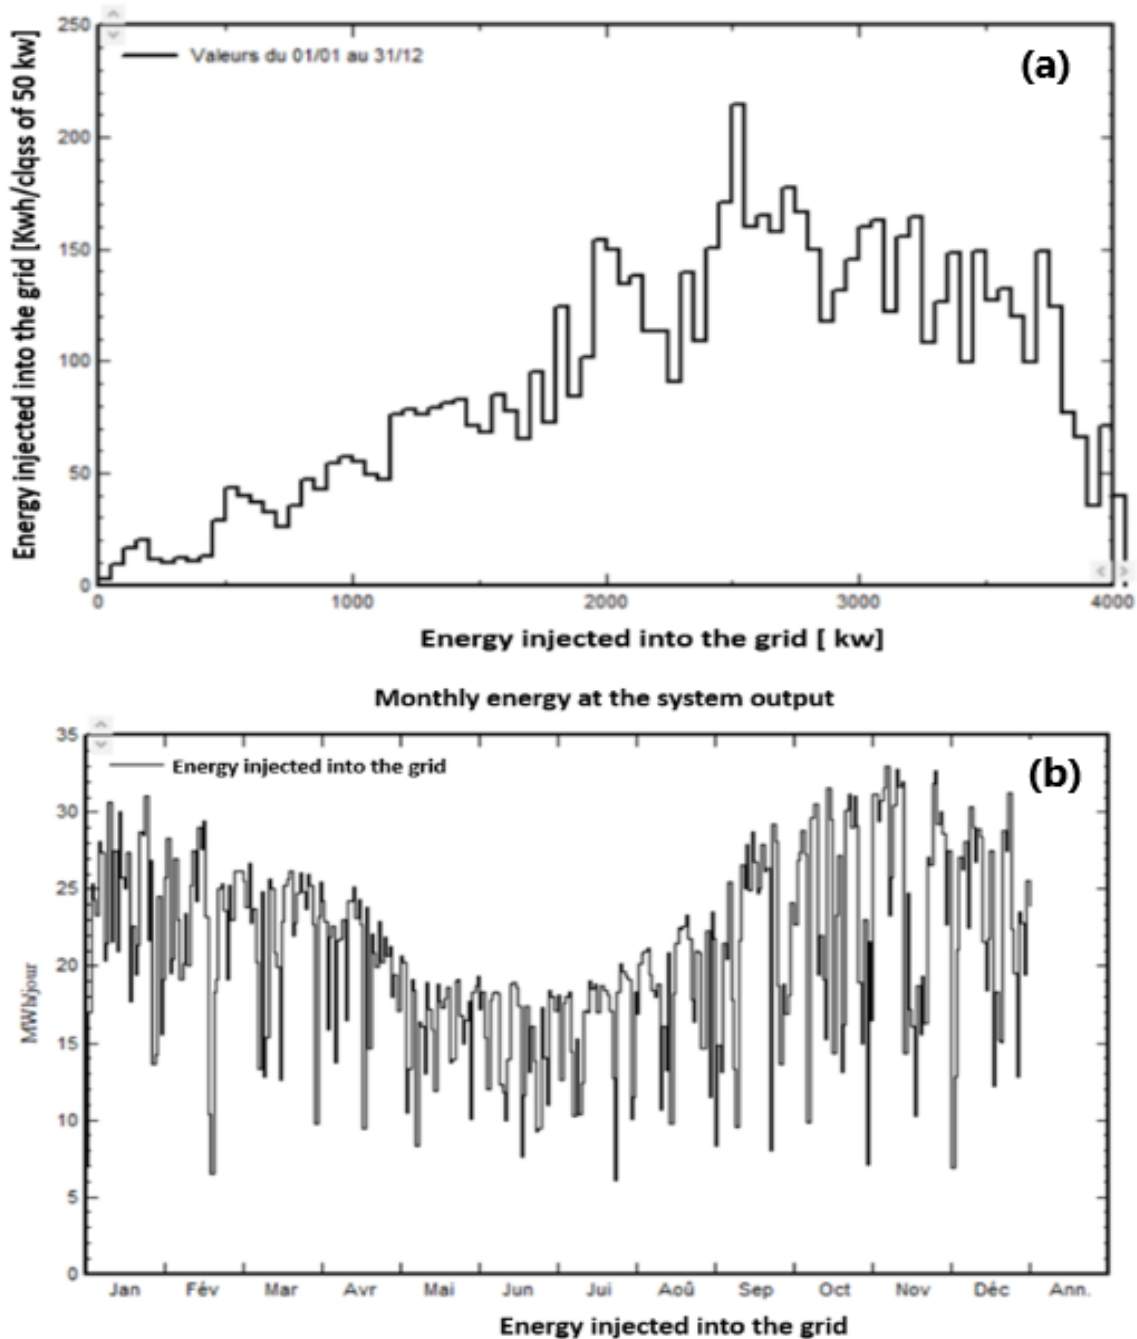 250
Valeurs du 01/01 au 31/12
(a)
200
150
100
50
0
Energy injected into the grid [Kwh/clqss of 50 kw]
0 1000 2000 3000 4000
Energy injected into the grid [ kw]
Monthly energy at the system output
35
Energy injected into the grid
(b)
30
25
20
15
10
5
0
MWh/jour
Jan Fév Mar Avr Mai Jun Jui Aoû Sep Oct Nov Déc Ann.
Energy injected into the grid